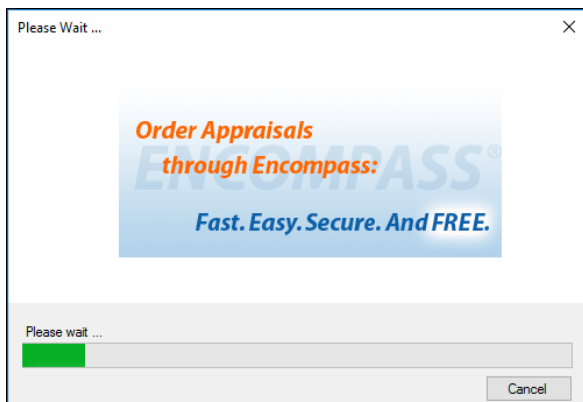 Please Wait ...
Order Appraisals
ENCOMPASS®
through Encompass:
Fast. Easy. Secure. And FREE.
Please wait ...
Cancel